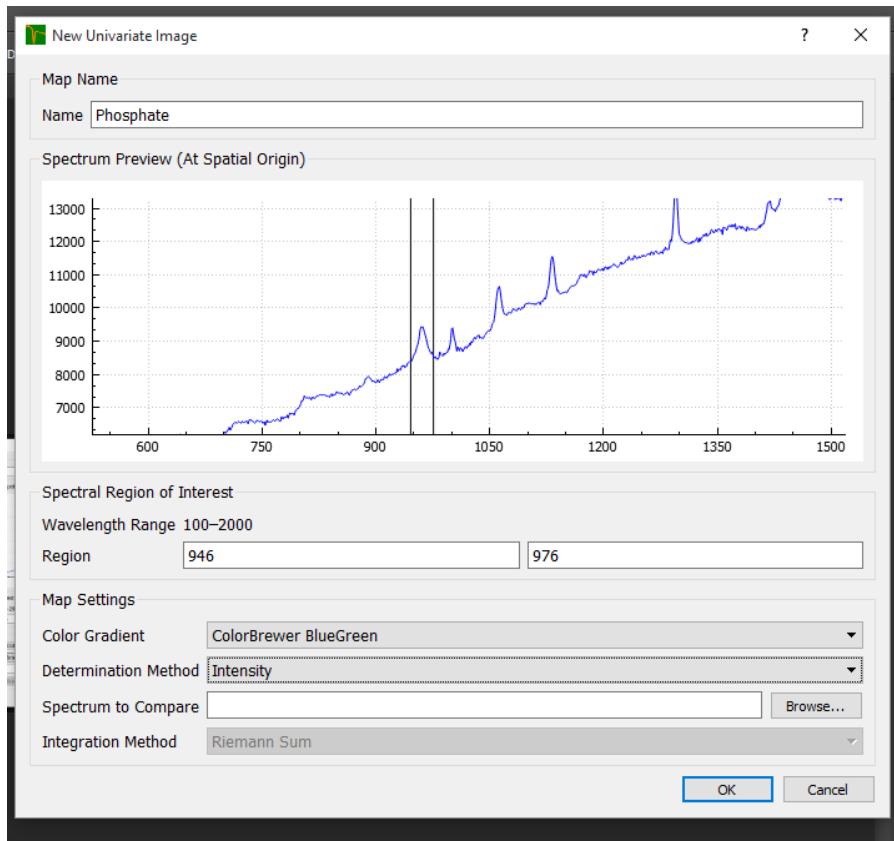 New Univariate Image ?
Map Name
Name Phosphate
Spectrum Preview (At Spatial Origin)
13000
12000
11000
10000
9000
8000
7000
600 750 900 1050 1200 1350 1500
Spectral Region of Interest
Wavelength Range 100–2000
Region 946 976
Map Settings
Color Gradient ColorBrewer BlueGreen
Determination Method Intensity
Spectrum to Compare Browse...
Integration Method Riemann Sum
OK Cancel